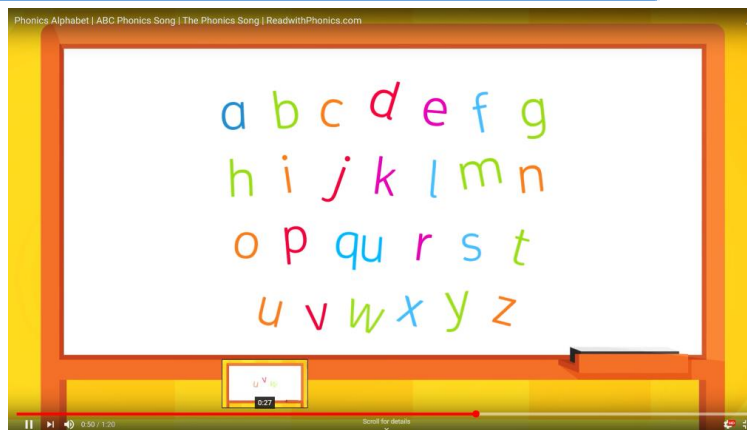 Phonics Alphabet | ABC Phonics Song | The Phonics Song | ReadwithPhonics.com
a b c d e f g
h i j k l m n
o p qu r s t
u v w x y z
u v w
0:27
0:50 / 1:20
Scroll for details